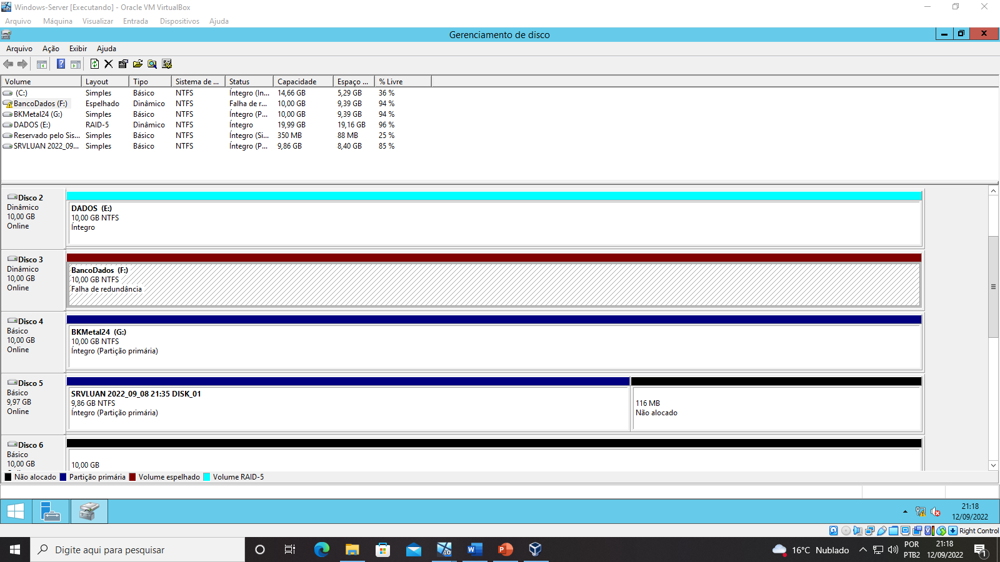 Windows-Server [Executando] - Oracle VM VirtualBox
Arquivo Máquina Visualizar Entrada Dispositivos Ajuda
Gerenciamento de disco
Arquivo Ação Exibir Ajuda
Volume Layout Tipo Sistema de ... Status Capacidade Espaço ... % Livre
(C:) Simples Básico NTFS Íntegro (In... 14,66 GB 5,29 GB 36 %
BancoDados (F:) Espelhado Dinâmico NTFS Falha de r... 10,00 GB 9,39 GB 94 %
BKMetal24 (G:) Simples Básico NTFS Íntegro (P... 10,00 GB 9,39 GB 94 %
DADOS (E:) RAID-5 Dinâmico NTFS Íntegro 19,99 GB 19,16 GB 96 %
Reservado pelo Sis... Simples Básico NTFS Íntegro (Si... 350 MB 88 MB 25 %
SRVLUAN 2022_09... Simples Básico NTFS Íntegro (P... 9,86 GB 8,40 GB 85 %
Disco 2
Dinâmico
10,00 GB
Online
DADOS (E:)
10,00 GB NTFS
Íntegro
Disco 3
Dinâmico
10,00 GB
Online
BancoDados (F:)
10,00 GB NTFS
Falha de redundância
Disco 4
Básico
10,00 GB
Online
BKMetal24 (G:)
10,00 GB NTFS
Íntegro (Partição primária)
Disco 5
Básico
9,97 GB
Online
SRVLUAN 2022_09_08 21:35 DISK_01
9,86 GB NTFS
Íntegro (Partição primária)
116 MB
Não alocado
Disco 6
Básico
10,00 GB
10,00 GB
Não alocado Partição primária Volume espelhado Volume RAID-5
21:18
12/09/2022
Right Control
Digite aqui para pesquisar
10
16°C Nublado
POR
PTB2
21:18
12/09/2022
1